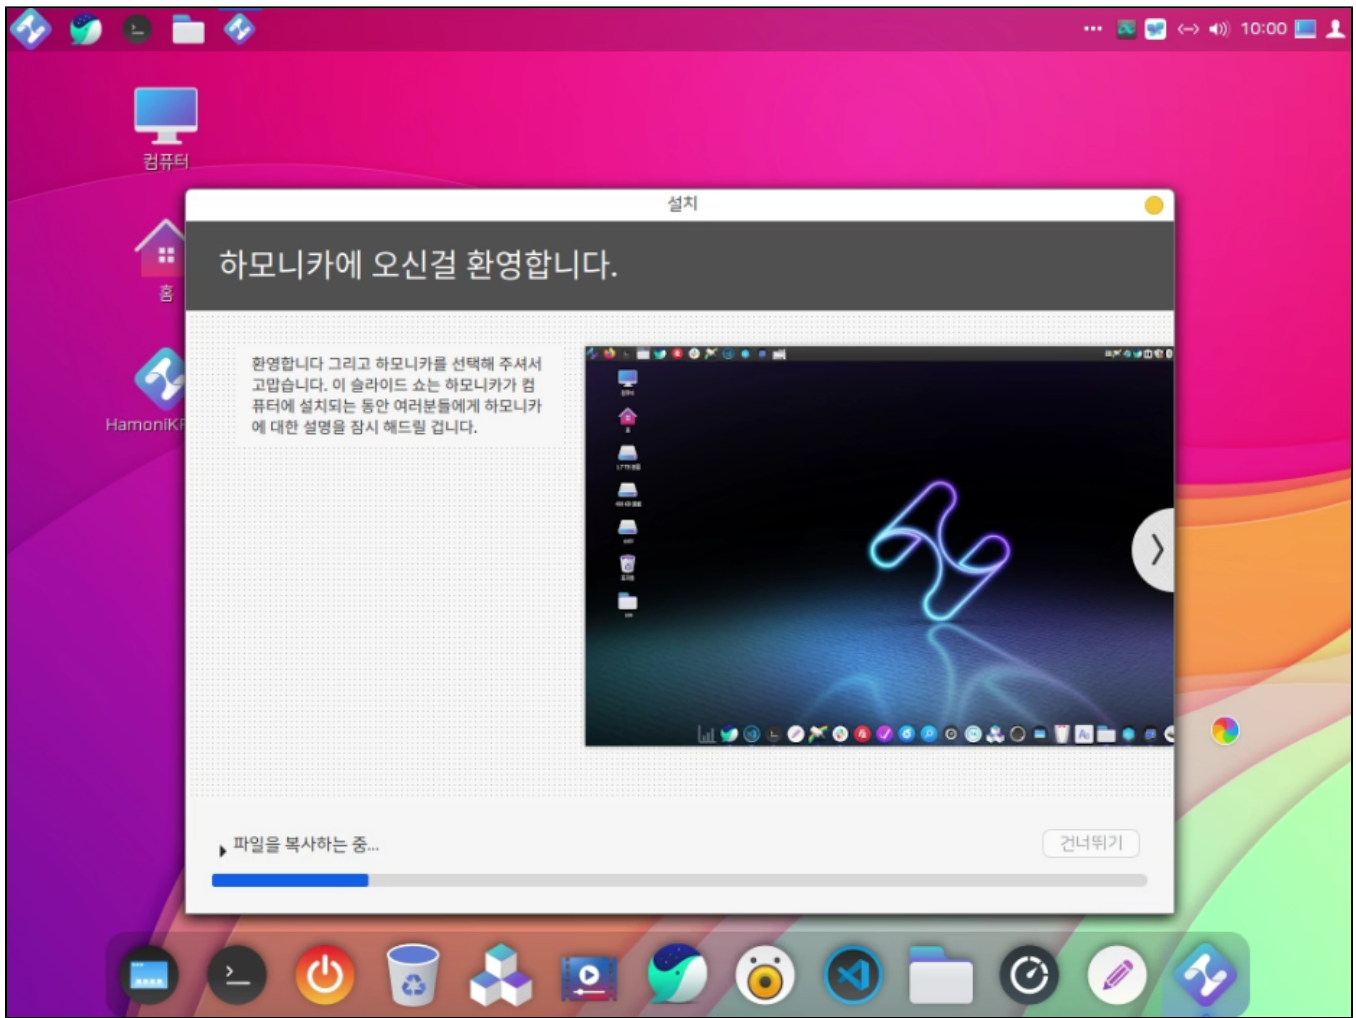 10:00
컴퓨터
설치
하모니카에 오신걸 환영합니다.
홈
환영합니다 그리고 하모니카를 선택해 주셔서
고맙습니다. 이 슬라이드 쇼는 하모니카가 컴
퓨터에 설치되는 동안 여러분들에게 하모니카
에 대한 설명을 잠시 해드릴 겁니다.
파일을 복사하는 중...
건너뛰기